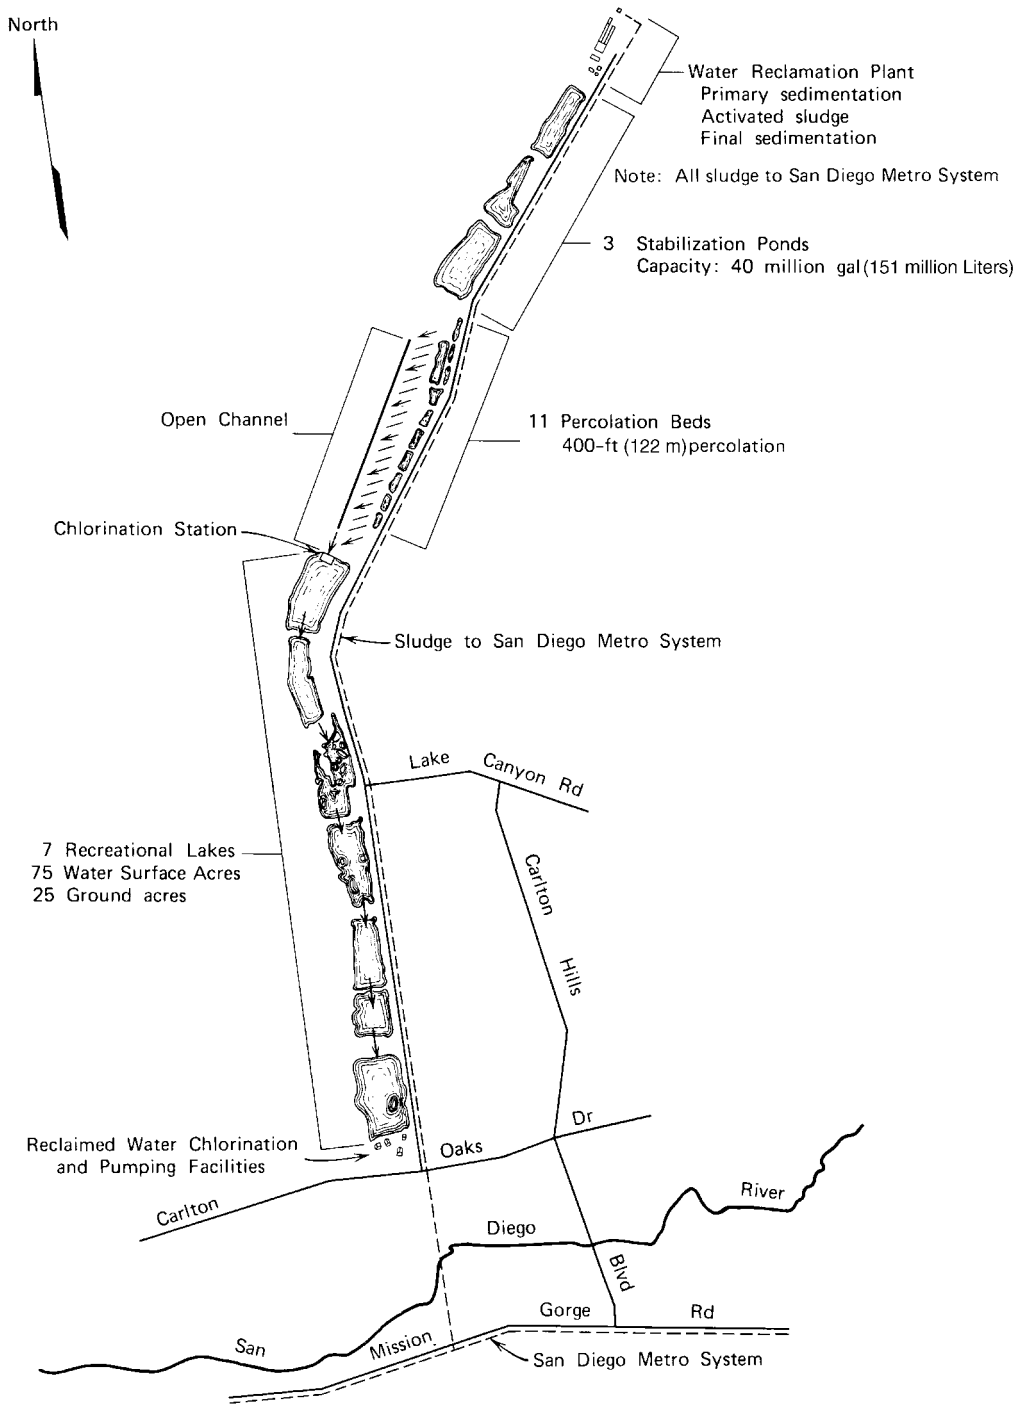 North
Water Reclamation Plant
Primary sedimentation
Activated sludge
Final sedimentation
Note: All sludge to San Diego Metro System
3 Stabilization Ponds
Capacity: 40 million gal (151 million Liters)
Open Channel
11 Percolation Beds
400-ft (122 m) percolation
Chlorination Station
Sludge to San Diego Metro System
Lake Canyon Rd
7 Recreational Lakes
75 Water Surface Acres
25 Ground acres
Carlton Hills Blvd
Reclaimed Water Chlorination
and Pumping Facilities
Carlton Oaks Dr
San Diego River
Mission Gorge Rd
San Diego Metro System